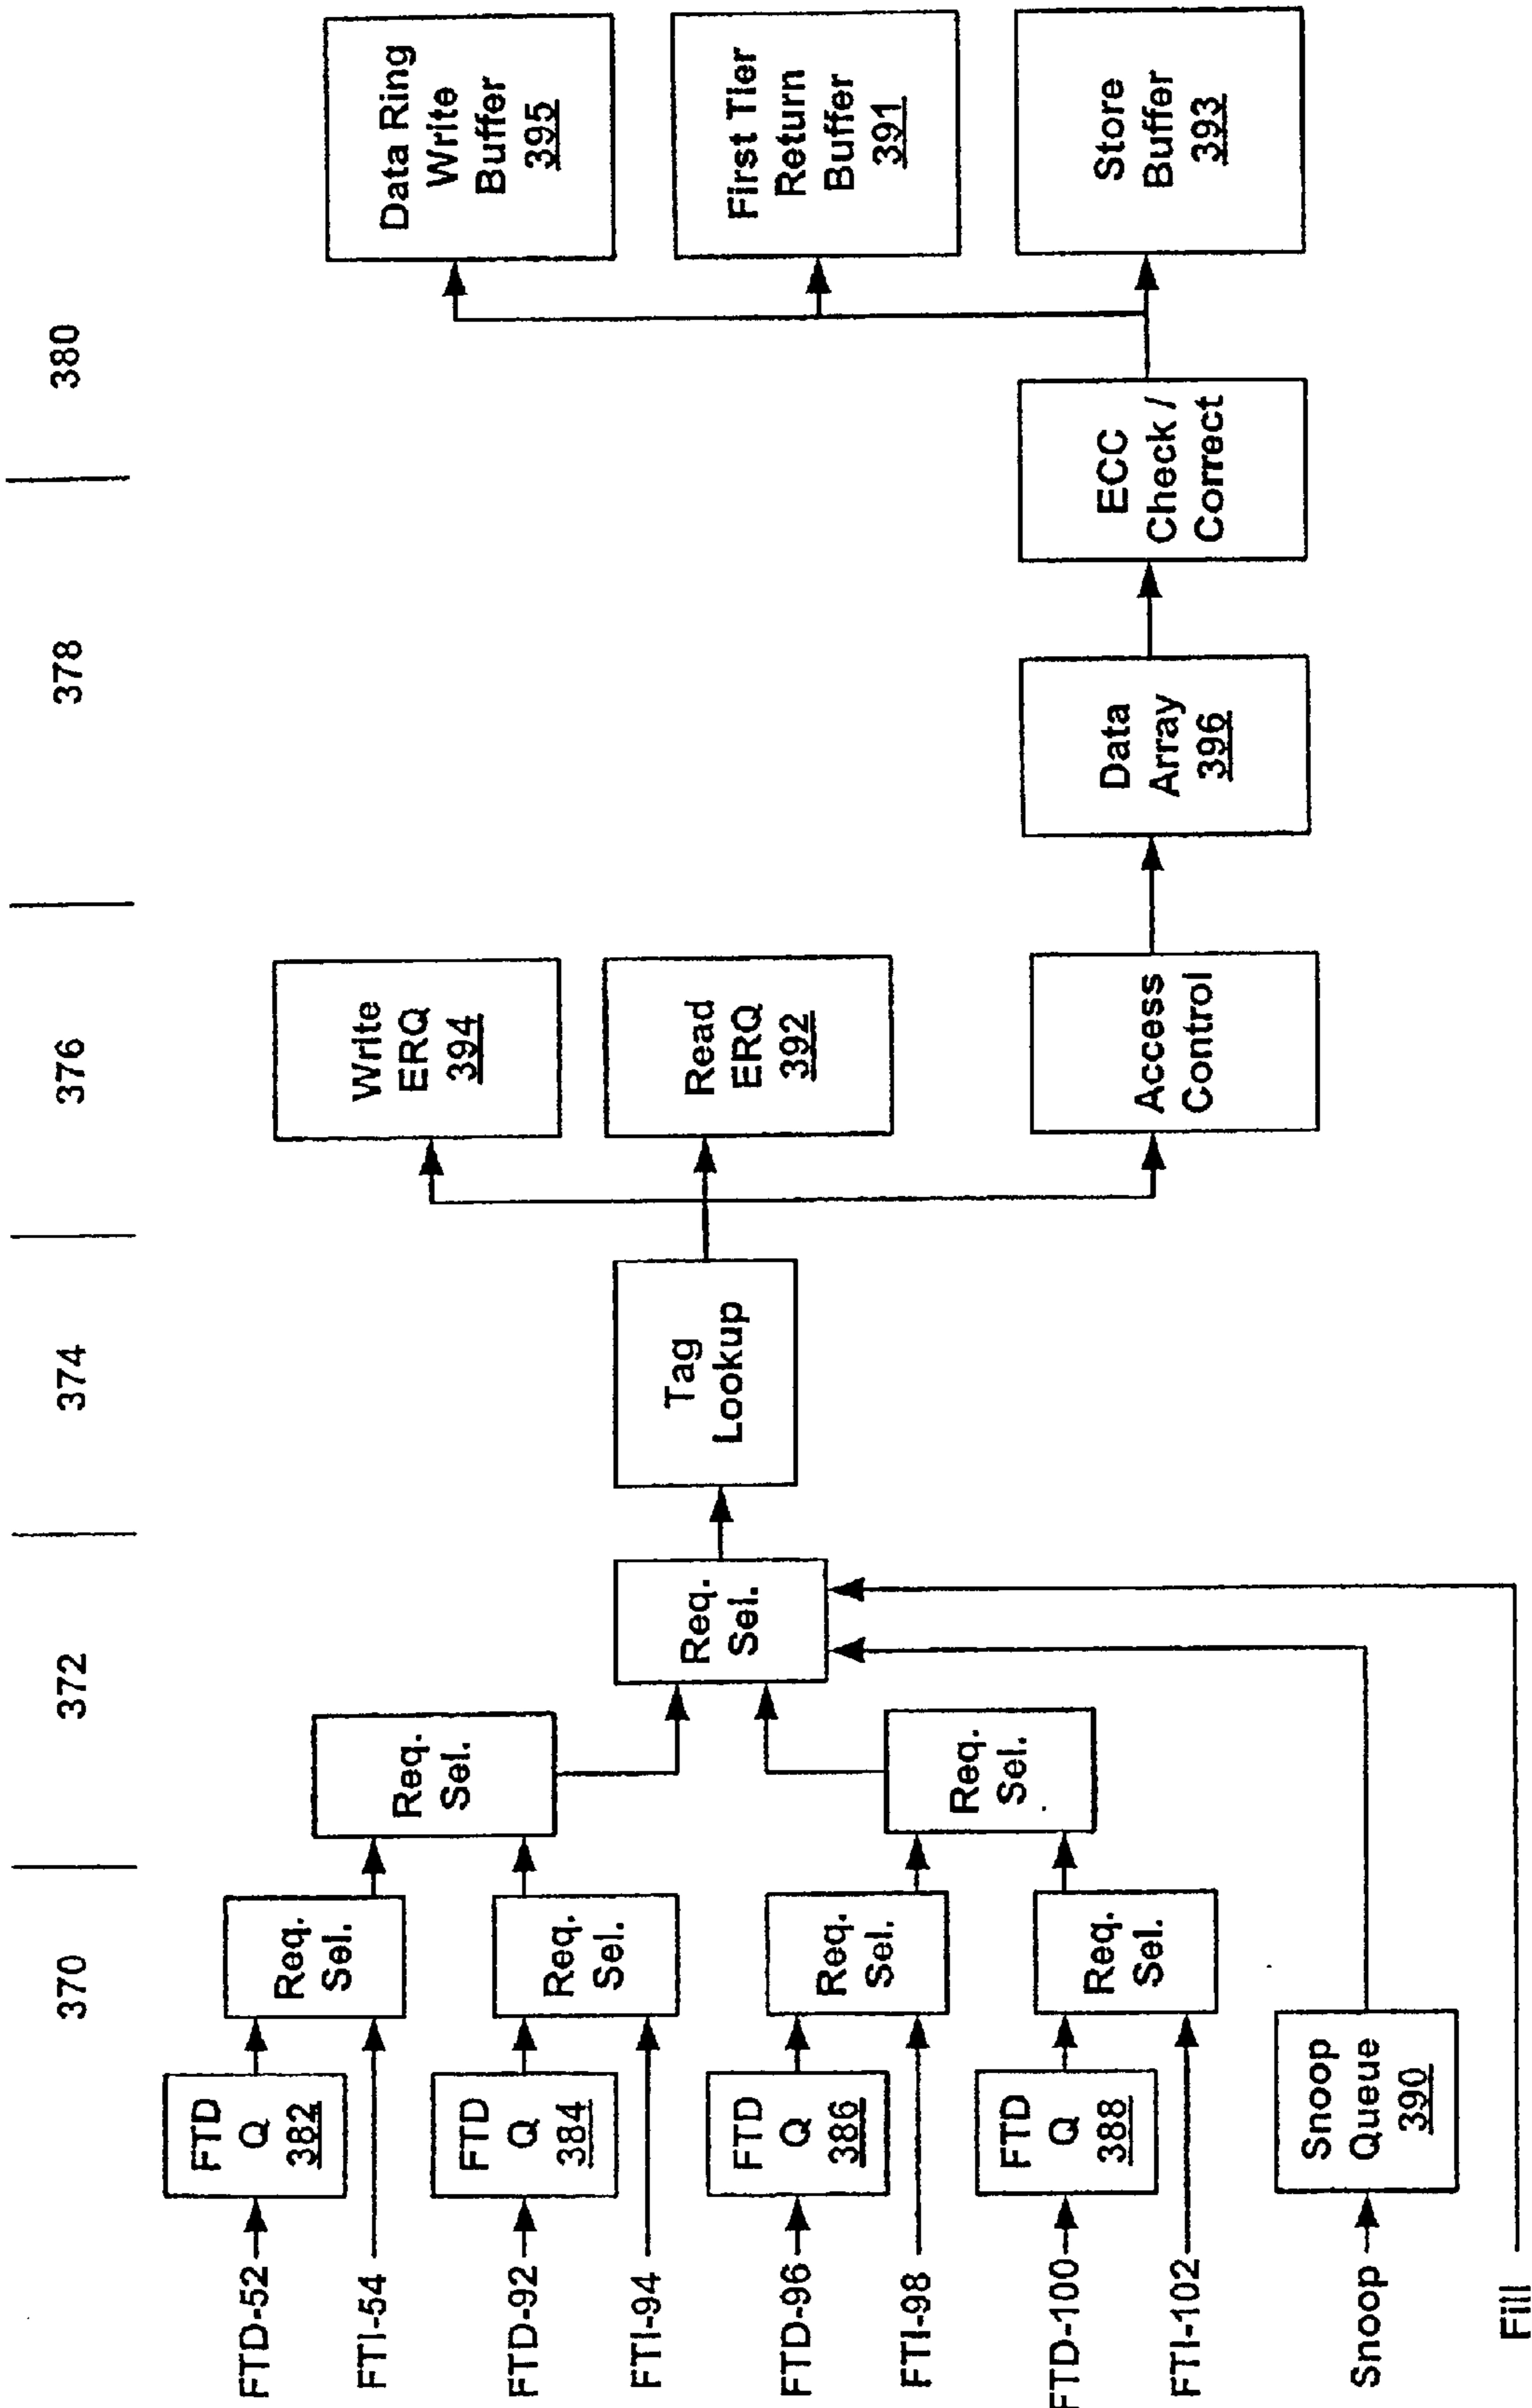 370
372
374
376
378
380
FTD-52
FTD
Q
382
Req.
Sel.
FTI-54
Req.
Sel.
FTD-92
FTD
Q
384
Req.
Sel.
FTI-94
Req.
Sel.
Tag
Lookup
Write
ERQ
394
Read
ERQ
392
Access
Control
Data
Array
396
ECC
Check /
Correct
Data Ring
Write
Buffer
395
First Tier
Return
Buffer
391
Store
Buffer
393
FTD-96
FTD
Q
386
Req.
Sel.
FTI-98
Req.
Sel.
FTD-100
FTD
Q
388
Req.
Sel.
FTI-102
Snoop
Snoop
Queue
390
Fill